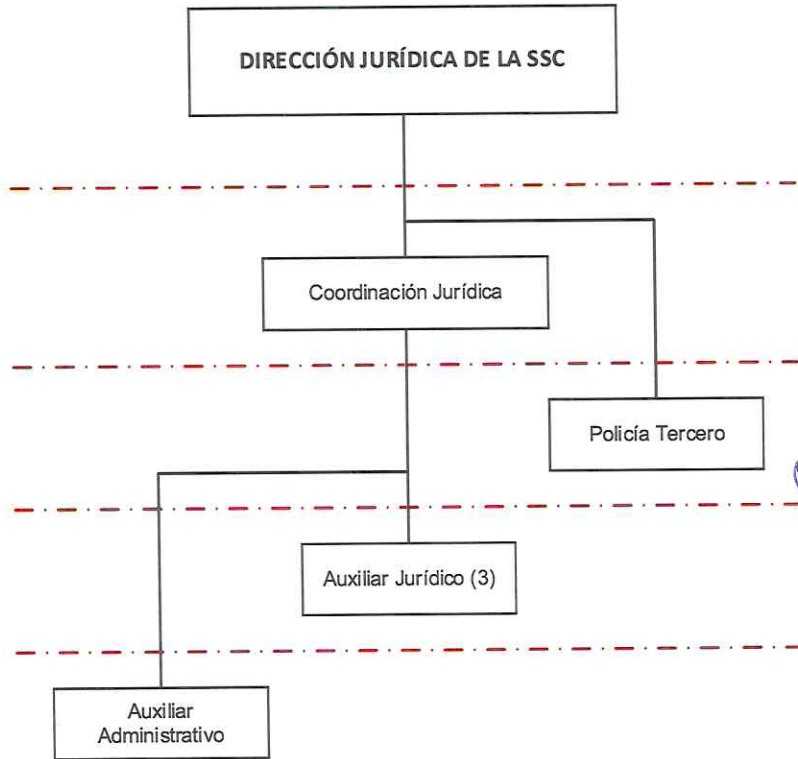 DIRECCIÓN JURÍDICA DE LA SSC
Coordinación Jurídica
Policía Tercero
Auxiliar Jurídico (3)
Auxiliar
Administrativo